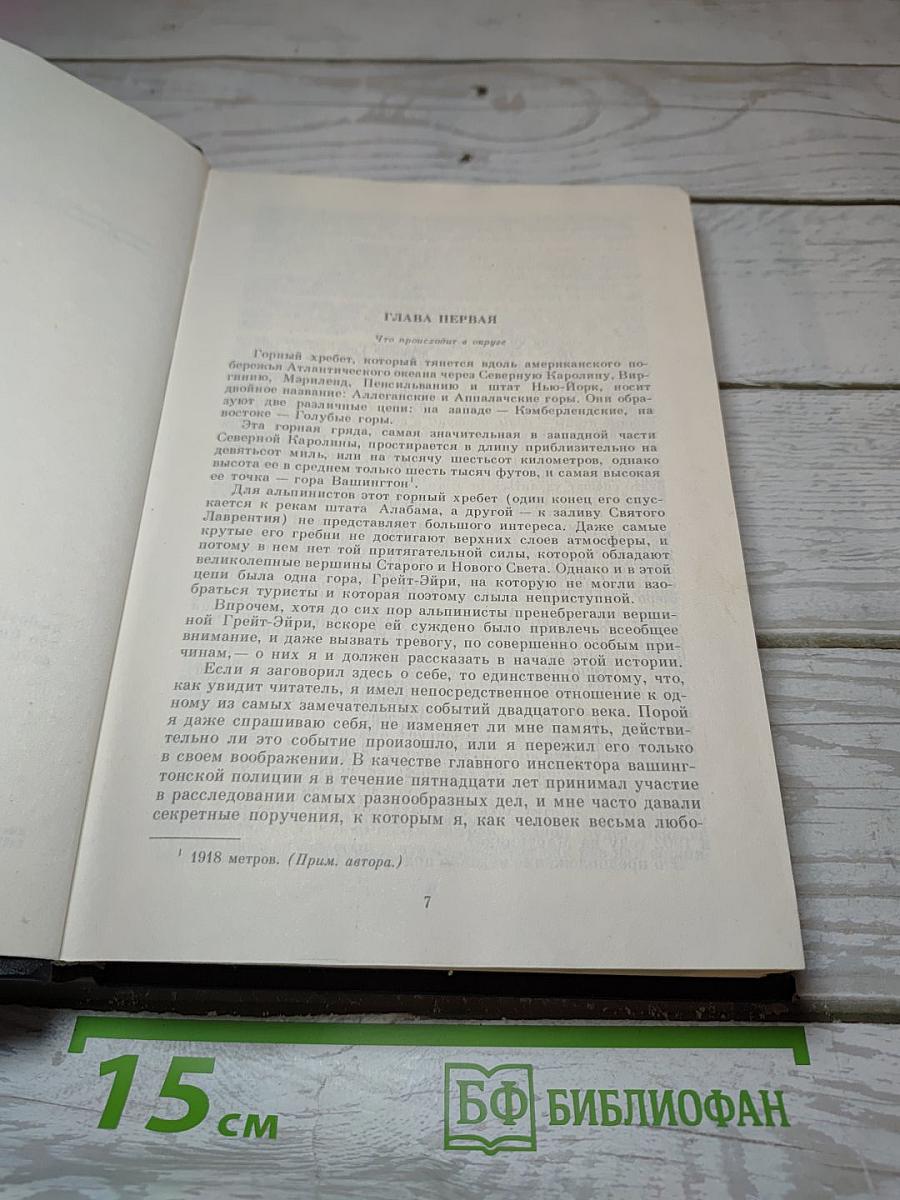 ГЛАВА ПЕРВАЯ
Что происходит в округе
Горный хребет, который тянется вдоль американского по-
бережья Атлантического океана через Северную Каролину, Вир-
гинию, Мэриленд, Пенсильванию и штат Нью-Йорк, носит
двойное название: Аллеганские и Аппалачские горы. Они обра-
зуют две различные цепи: на западе — Кэмберлендские, на
востоке — Голубые горы.
Эта горная гряда, самая значительная в западной части
Северной Каролины, простирается в длину приблизительно на
девятьсот миль, или на тысячу шестьсот километров, однако
высота ее в среднем только шесть тысяч футов, и самая высокая
ее точка — гора Вашингтон¹.
Для альпинистов этот горный хребет (один конец его спус-
кается к рекам штата Алабама, а другой — к заливу Святого
Лаврентия) не представляет большого интереса. Даже самые
крутые его гребни не достигают верхних слоев атмосферы, и
потому в нем нет той притягательной силы, которой обладают
великолепные вершины Старого и Нового Света. Однако и в этой
цепи была одна гора, Грейт-Эйри, на которую не могли взо-
браться туристы и которая поэтому слыла неприступной.
Впрочем, хотя до сих пор альпинисты пренебрегали верши-
ной Грейт-Эйри, вскоре ей суждено было привлечь всеобщее
внимание, и даже вызвать тревогу, по совершенно особым при-
чинам,— о них я и должен рассказать в начале этой истории.
Если я заговорил здесь о себе, то единственно потому, что,
как увидит читатель, я имел непосредственное отношение к од-
ному из самых замечательных событий двадцатого века. Порой
я даже спрашиваю себя, не изменяет ли мне память, действи-
тельно ли это событие произошло, или я пережил его только
в своем воображении. В качестве главного инспектора вашинг-
тонской полиции я в течение пятнадцати лет принимал участие
в расследовании самых разнообразных дел, и мне часто давали
секретные поручения, к которым я, как человек весьма любо-
¹ 1918 метров. (Прим. автора.)
7
15 см
БФ БИБЛИОФАН